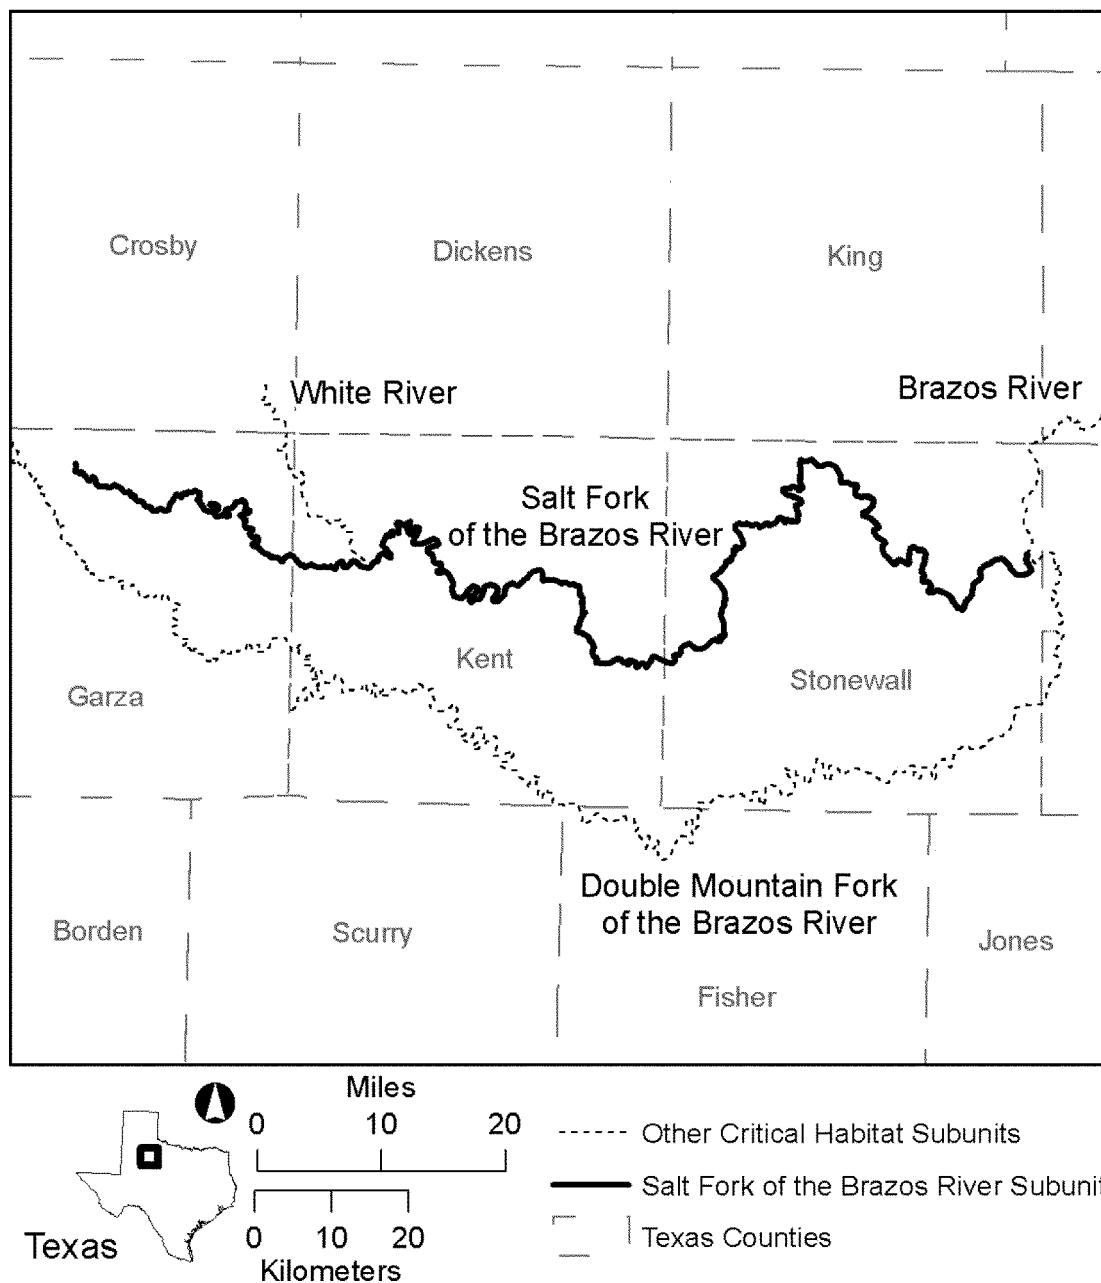 Crosby
Dickens
King
White River
Brazos River
Salt Fork
of the Brazos River
Kent
Garza
Stonewall
Double Mountain Fork
of the Brazos River
Borden
Scurry
Jones
Fisher
Miles
0 10 20
0 10 20
Kilometers
Texas
Other Critical Habitat Subunits
Salt Fork of the Brazos River Subunit
Texas Counties